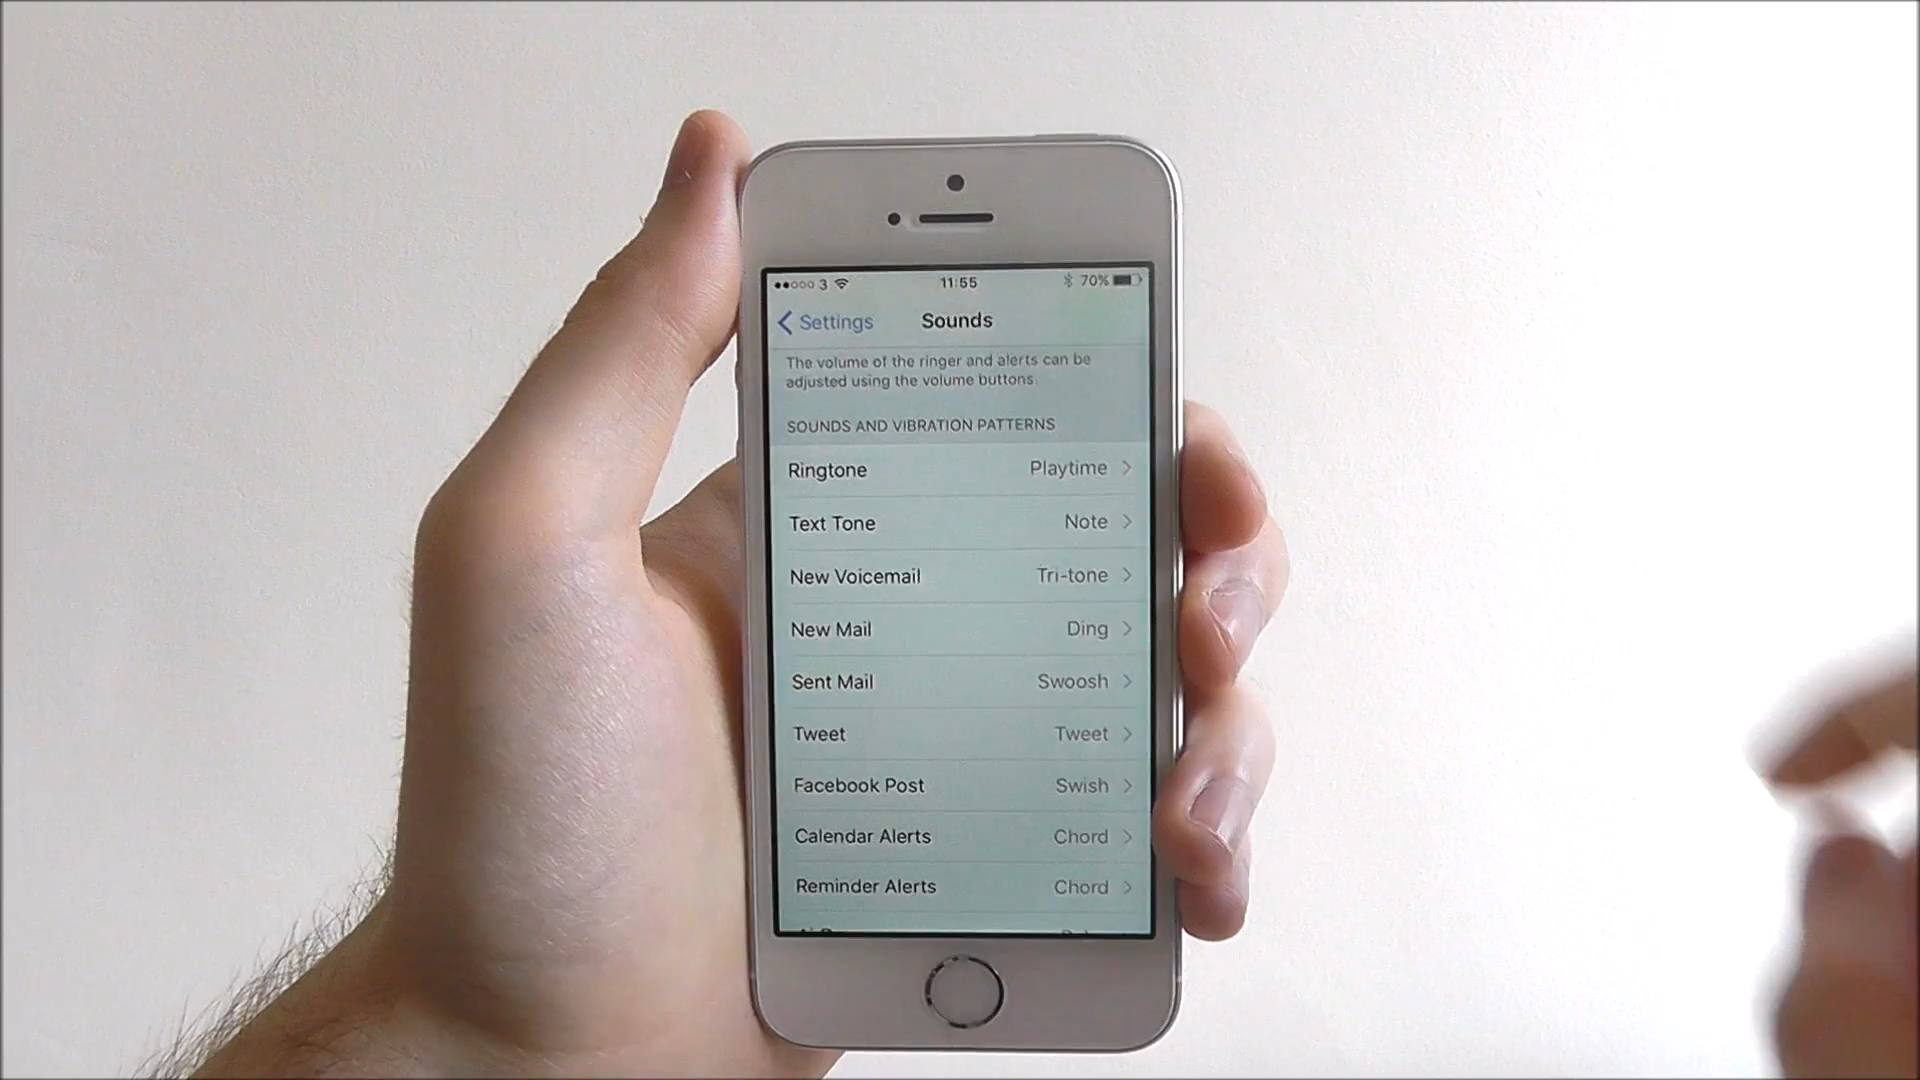 3 11:55 70%
Settings Sounds
The volume of the ringer and alerts can be
adjusted using the volume buttons.
SOUNDS AND VIBRATION PATTERNS
Ringtone Playtime
Text Tone Note
New Voicemail Tri-tone
New Mail Ding
Sent Mail Swoosh
Tweet Tweet
Facebook Post Swish
Calendar Alerts Chord
Reminder Alerts Chord